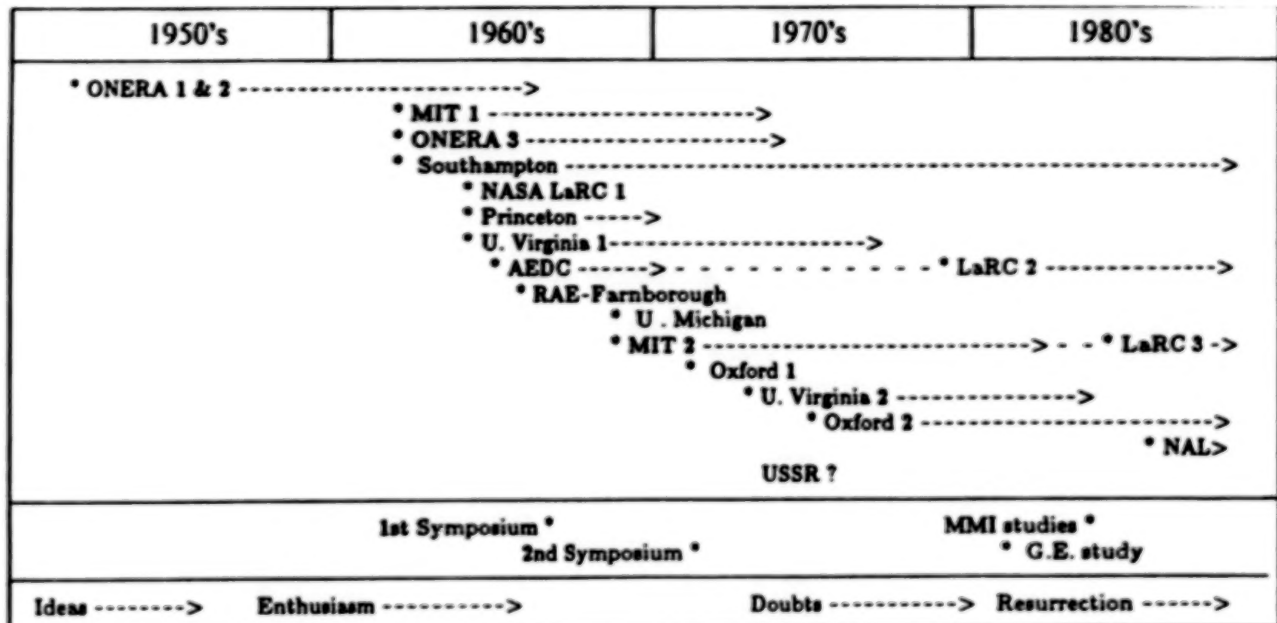 1950's 1960's 1970's 1980's
* ONERA 1 & 2 ---------------------------->
* MIT 1 ------------------------>
* ONERA 3 ----------------------->
* Southampton ---------------------------------------------------------->
* NASA LaRC 1
* Princeton ----->
* U. Virginia 1----------------------->
* AEDC ------> - - - - - - - - - - * LaRC 2 ---------------->
* RAE-Farnborough
* U . Michigan
* MIT 2 ------------------------------> - - * LaRC 3 ->
* Oxford 1
* U. Virginia 2 --------------->
* Oxford 2 --------------------------->
* NAL>
USSR ?
1st Symposium * MMI studies *
2nd Symposium * * G.E. study
Ideas --------> Enthusiasm -----------> Doubts -----------> Resurrection ------>